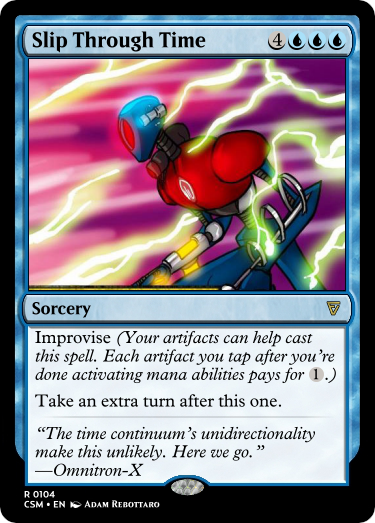 Slip Through Time 4
Sorcery
Improvise (Your artifacts can help cast
this spell. Each artifact you tap after you're
done activating mana abilities pays for 1.)
Take an extra turn after this one.
"The time continuum's unidirectionality
make this unlikely. Here we go."
—Omnitron-X
R 0104
CSM • EN Adam Rebottaro